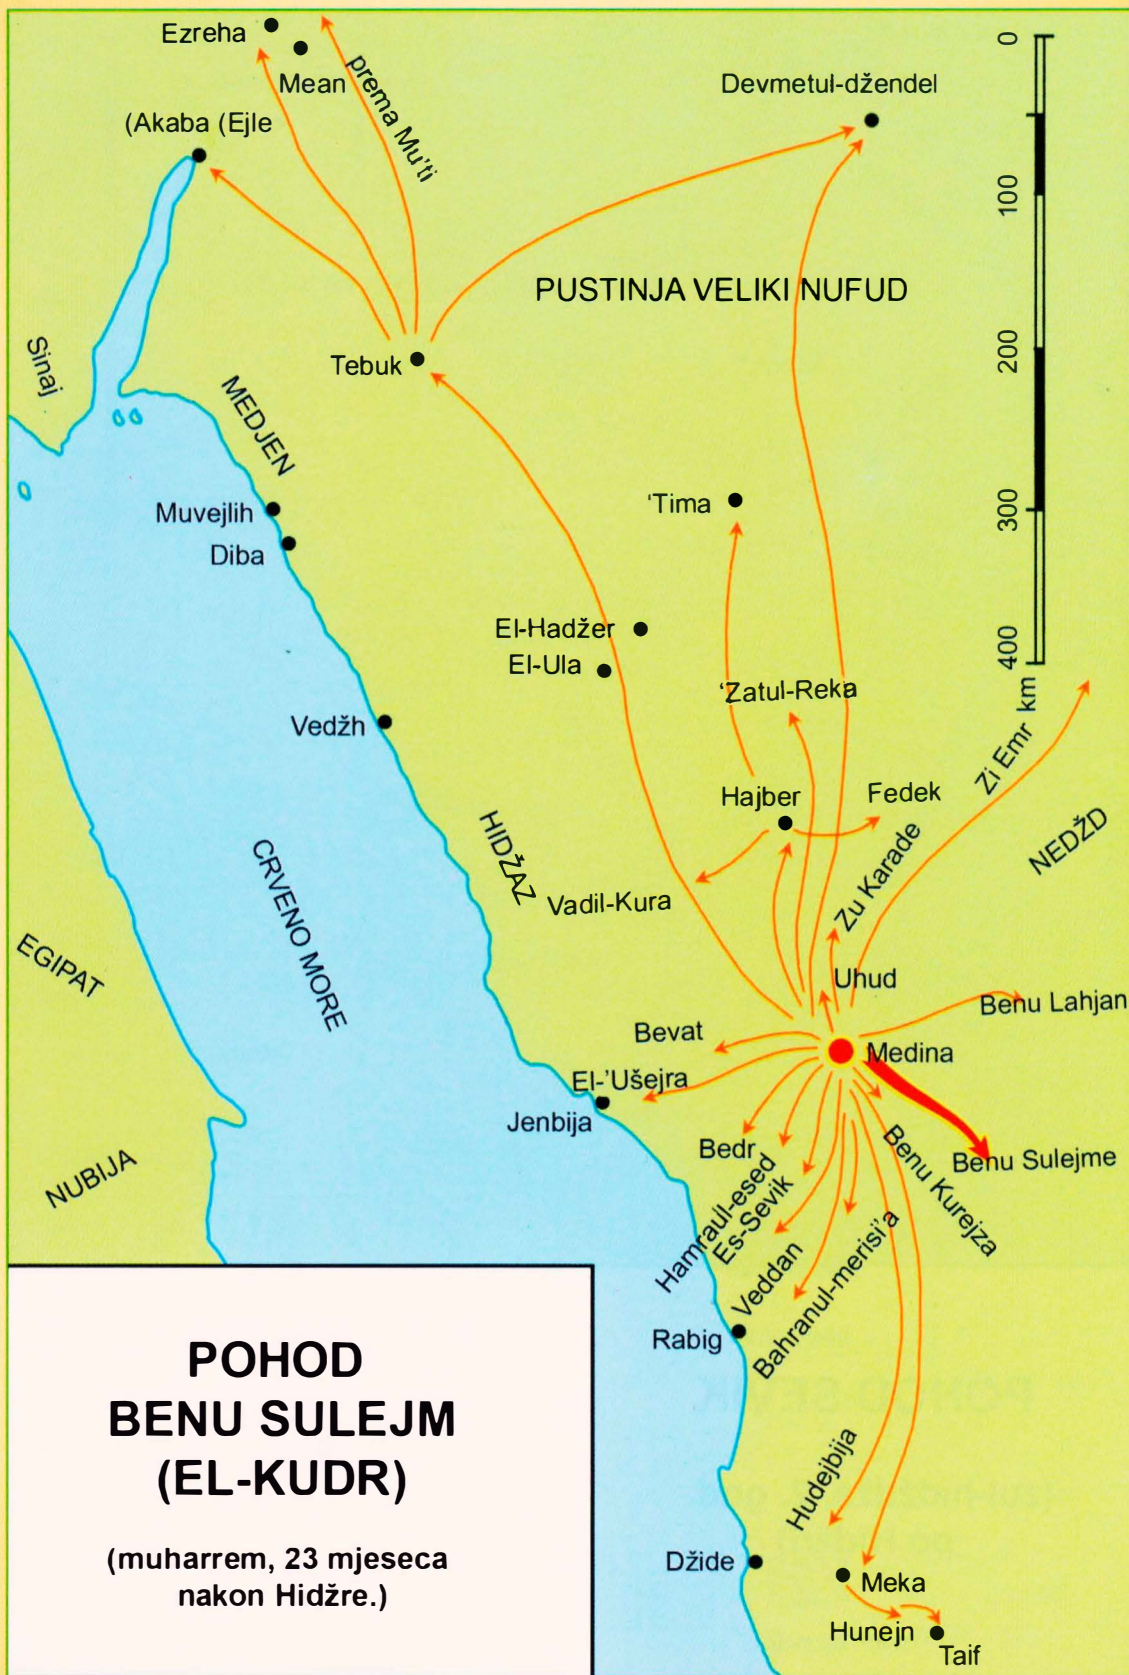 Ezreha
Mean
prema Mu'ti
Devmetul-džendel
(Akaba (Ejle
0
100
200
300
400
km
PUSTINJA VELIKI NUFUD
Tebuk
Sinaj
MEDJEN
Muvejlih
Diba
'Tima
El-Hadžer
El-Ula
'Zatul-Reka
Vedžh
Zi Emr
Hajber
Fedek
HIDŽAZ
Zu Karade
NEDŽD
Vadil-Kura
CRVENO MORE
EGIPAT
Uhud
Benu Lahjan
Bevat
Medina
El-'Ušejra
Jenbija
Bedr
Benu Kurejza
Benu Sulejme
NUBIJA
Hamraul-esed
Es-Sevik
Veddan
Bahranul-merisi'a
Rabig
Hudejbija
Džide
Meka
Hunejn
Taif
POHOD
BENU SULEJM
(EL-KUDR)
(muharrem, 23 mjeseca
nakon Hidžre.)